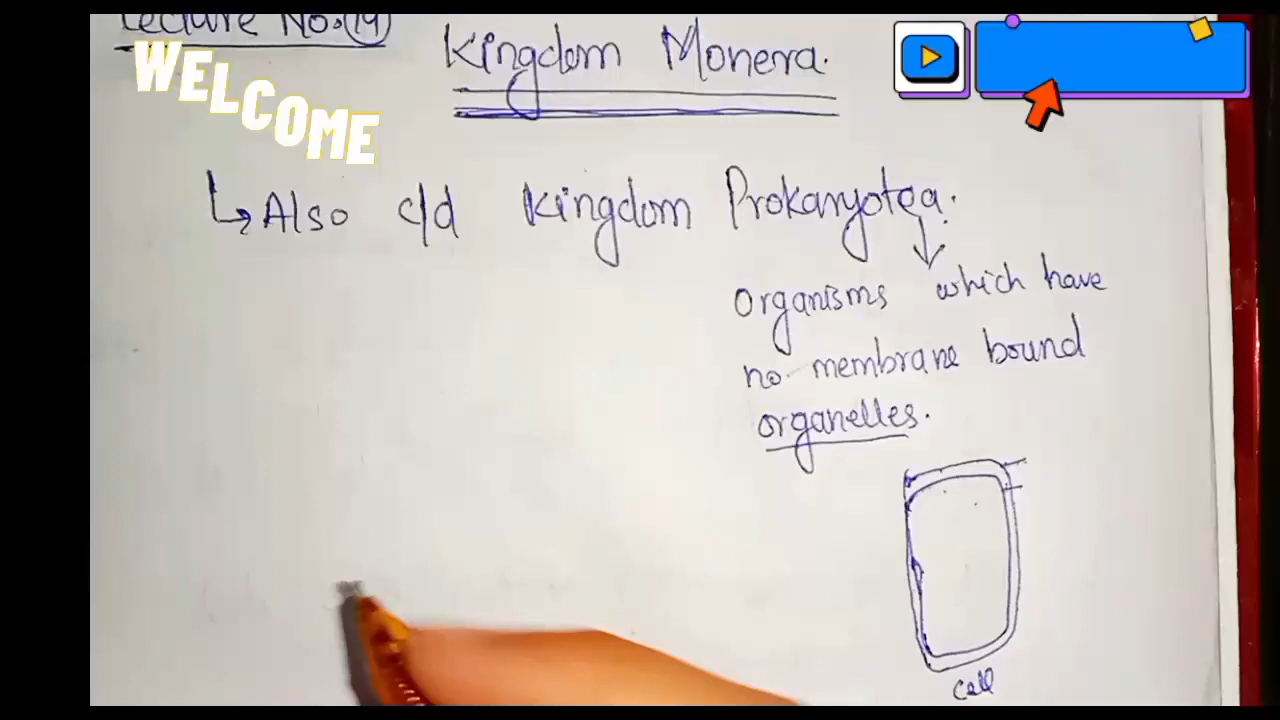 Lecture No. 19
Kingdom Monera.
WELCOME
Also c/d Kingdom Prokaryotea.
organisms which have
no membrane bound
organelles.
Cell